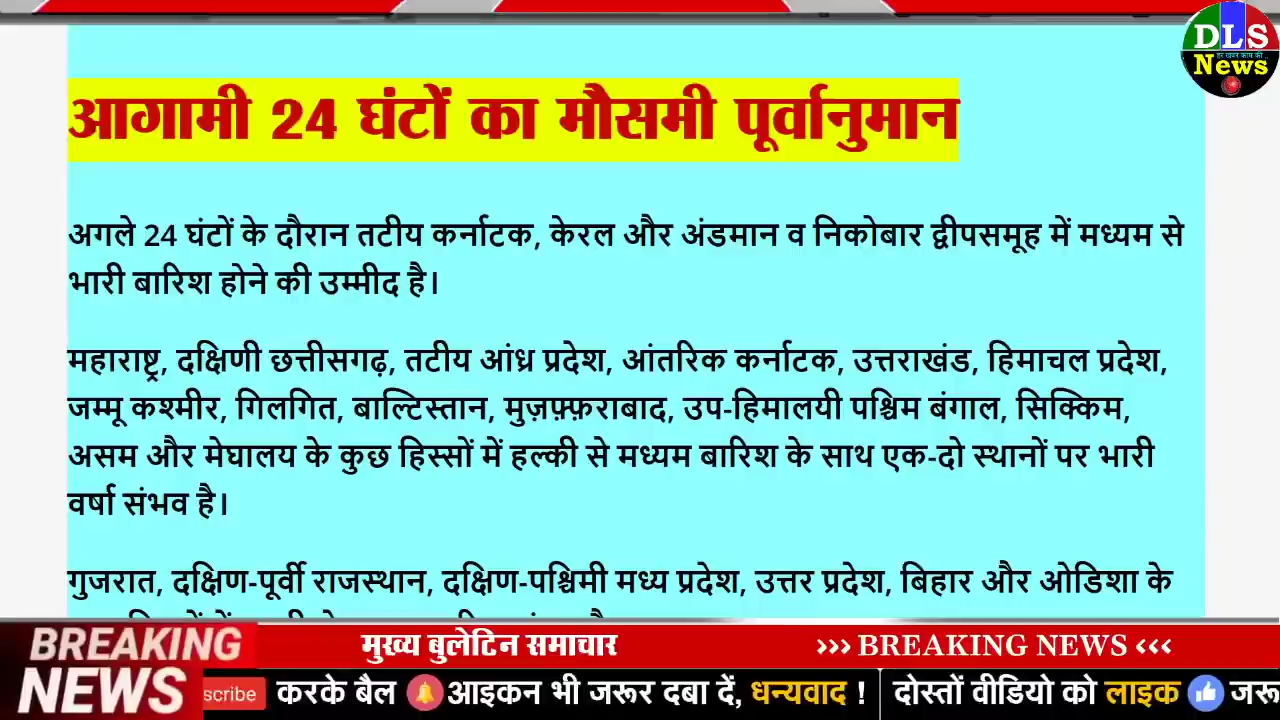 DLS
News
आगामी 24 घंटों का मौसमी पूर्वानुमान
अगले 24 घंटों के दौरान तटीय कर्नाटक, केरल और अंडमान व निकोबार द्वीपसमूह में मध्यम से
भारी बारिश होने की उम्मीद है।
महाराष्ट्र, दक्षिणी छत्तीसगढ़, तटीय आंध्र प्रदेश, आंतरिक कर्नाटक, उत्तराखंड, हिमाचल प्रदेश,
जम्मू कश्मीर, गिलगित, बाल्टिस्तान, मुज़फ़्फ़राबाद, उप-हिमालयी पश्चिम बंगाल, सिक्किम,
असम और मेघालय के कुछ हिस्सों में हल्की से मध्यम बारिश के साथ एक-दो स्थानों पर भारी
वर्षा संभव है।
गुजरात, दक्षिण-पूर्वी राजस्थान, दक्षिण-पश्चिमी मध्य प्रदेश, उत्तर प्रदेश, बिहार और ओडिशा के
BREAKING
NEWS
मुख्य बुलेटिन समाचार
››› BREAKING NEWS ‹‹‹
scribe करके बैल आइकन भी जरूर दबा दें, धन्यवाद ! दोस्तों वीडियो को लाइक जरू